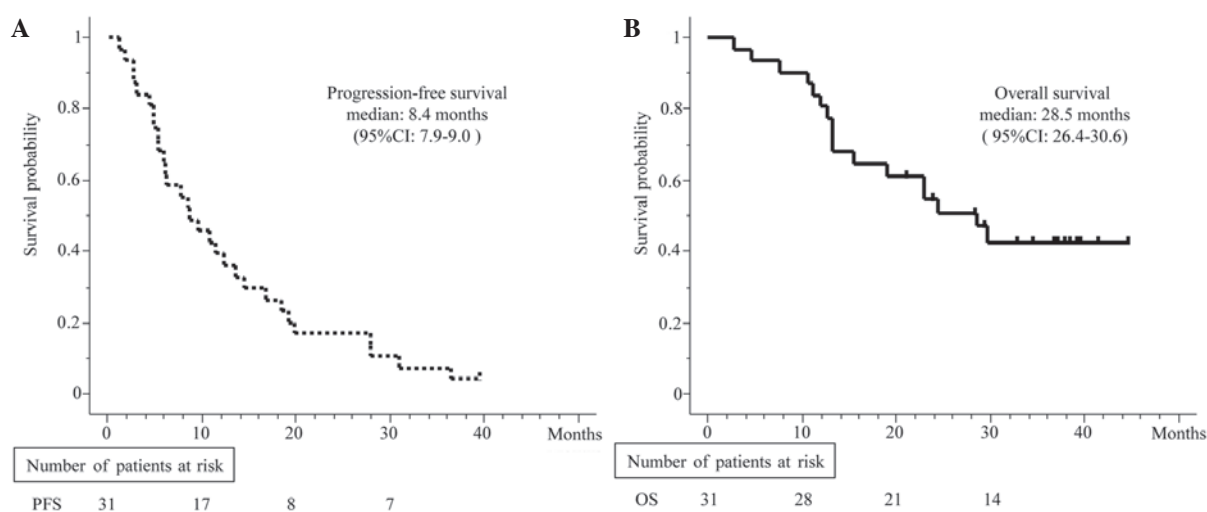 A
Survival probability
1
0.8
0.6
0.4
0.2
0
Progression-free survival
median: 8.4 months
(95%CI: 7.9-9.0 )
0 10 20 30 40 Months
Number of patients at risk
PFS 31 17 8 7
B
Survival probability
1
0.8
0.6
0.4
0.2
0
Overall survival
median: 28.5 months
( 95%CI: 26.4-30.6)
0 10 20 30 40 Months
Number of patients at risk
OS 31 28 21 14